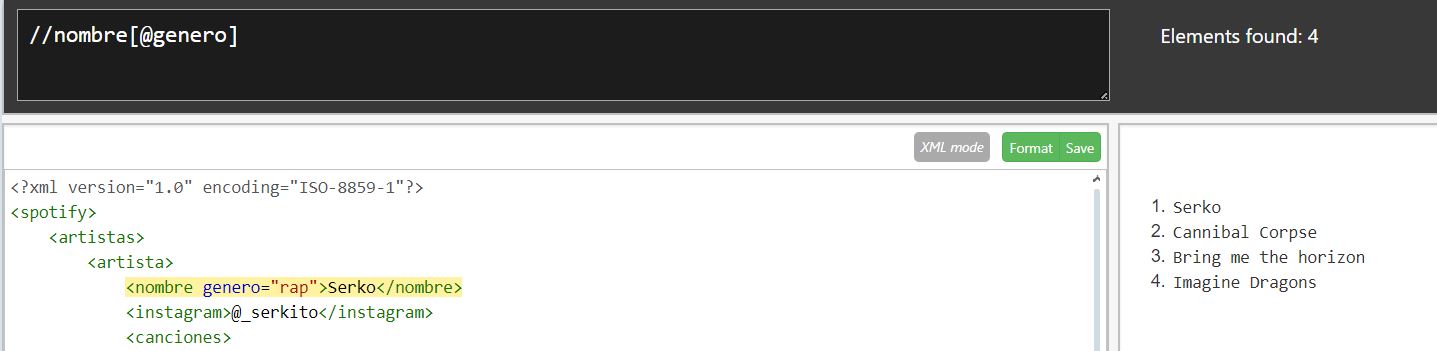 //nombre[@genero]
Elements found: 4
XML mode
Format
Save
<?xml version="1.0" encoding="ISO-8859-1"?>
<spotify>
<artistas>
<artista>
<nombre genero="rap">Serko</nombre>
<instagram>@_serkito</instagram>
<canciones>
1. Serko
2. Cannibal Corpse
3. Bring me the horizon
4. Imagine Dragons